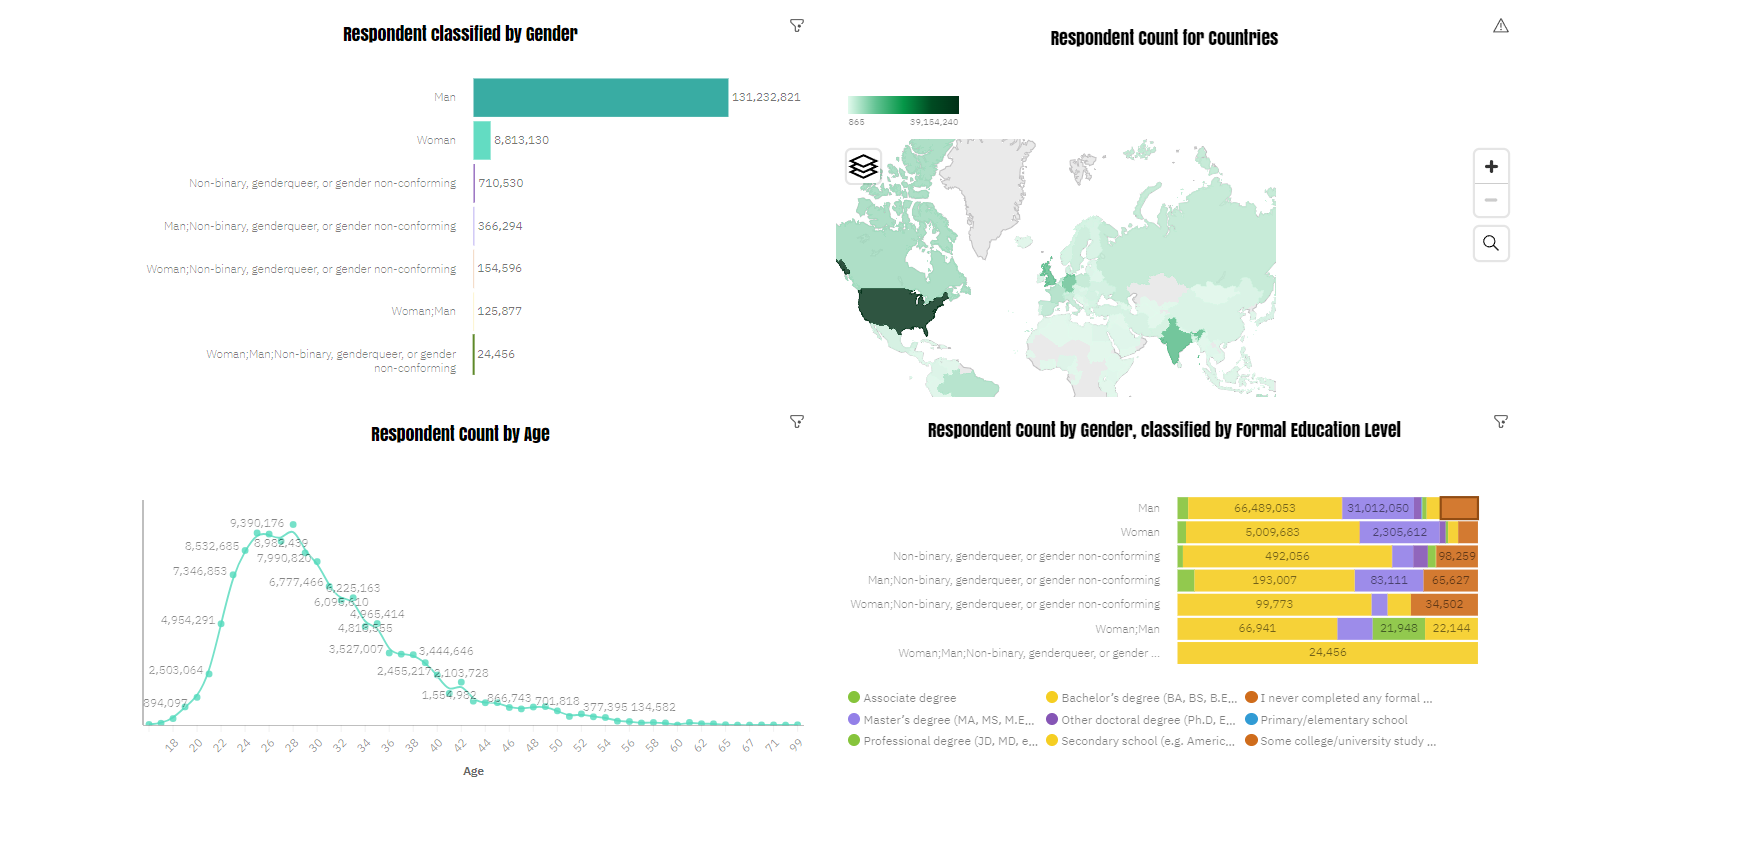 Respondent classified by Gender
Man
131,232,821
Woman
8,813,130
Non-binary, genderqueer, or gender non-conforming
710,530
Man;Non-binary, genderqueer, or gender non-conforming
366,294
Woman;Non-binary, genderqueer, or gender non-conforming
154,596
Woman;Man
125,877
Woman;Man;Non-binary, genderqueer, or gender
non-conforming
24,456
Respondent Count for Countries
865 39,154,240
Respondent Count by Age
9,390,176
8,532,685
8,982,439
7,990,820
7,346,853
6,777,466
6,225,163
6,095,610
4,965,414
4,954,291
3,527,007
3,444,646
2,503,064
2,455,217
2,103,728
1,554,982
894,097
866,743
701,818
377,395
134,582
18 20 22 24 26 28 30 32 34 36 38 40 42 44 46 48 50 52 54 56 58 60 62 65 67 71 99
Age
Respondent Count by Gender, classified by Formal Education Level
Man
66,489,053
31,012,050
Woman
5,009,683
2,305,612
Non-binary, genderqueer, or gender non-conforming
492,056
98,259
Man;Non-binary, genderqueer, or gender non-conforming
193,007
83,111
65,627
Woman;Non-binary, genderqueer, or gender non-conforming
99,773
34,502
Woman;Man
66,941
21,948
22,144
Woman;Man;Non-binary, genderqueer, or gender ...
24,456
Associate degree
Bachelor's degree (BA, BS, B.E...
I never completed any formal ...
Master's degree (MA, MS, M.E...
Other doctoral degree (Ph.D, E...
Primary/elementary school
Professional degree (JD, MD, e...
Secondary school (e.g. Americ...
Some college/university study ...